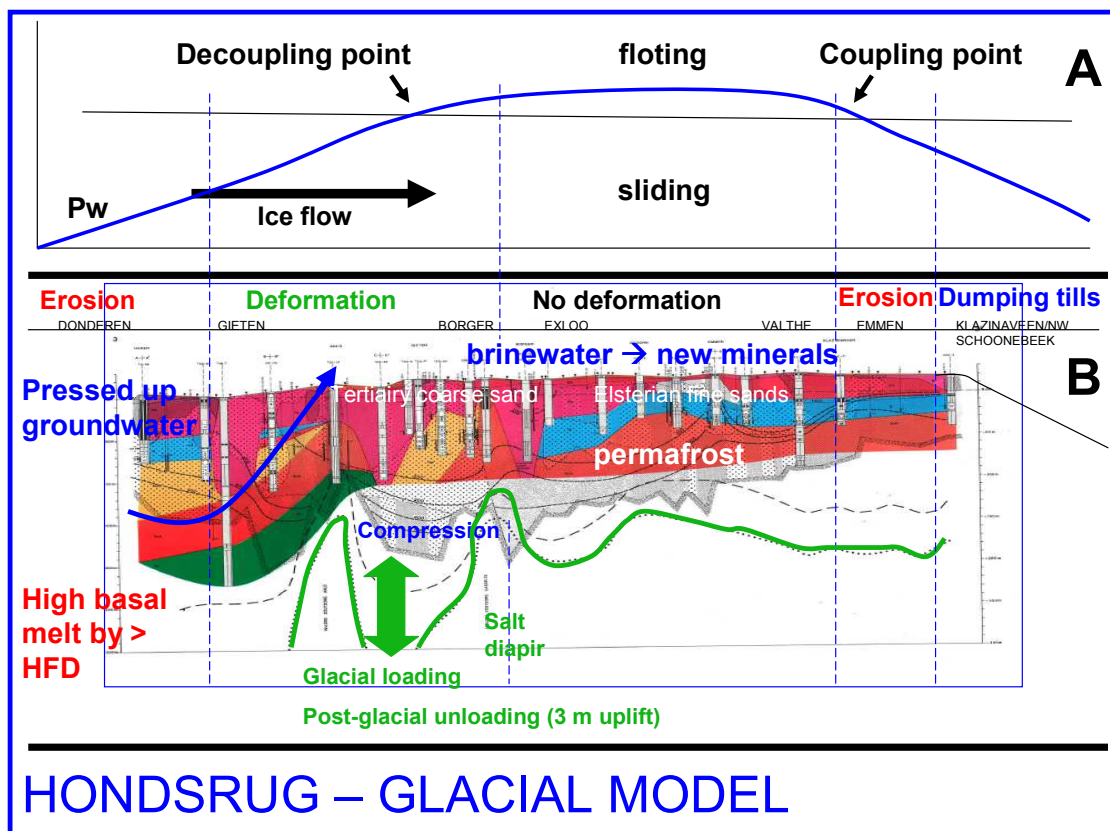 Decoupling point
floting
Coupling point
A
Pw
Ice flow
sliding
Erosion
Deformation
No deformation
Erosion
Dumping tills
DONDEREN
GIETEN
BORGER
EXLOO
VALTHE
EMMEN
KLAZINAVEEN/NW
SCHOONEBEEK
brinewater → new minerals
B
Pressed up
groundwater
Tertiairy coarse sand
Elsterian fine sands
permafrost
Compression
High basal
melt by >
HFD
Salt
diapir
Glacial loading
Post-glacial unloading (3 m uplift)
HONDSRUG – GLACIAL MODEL